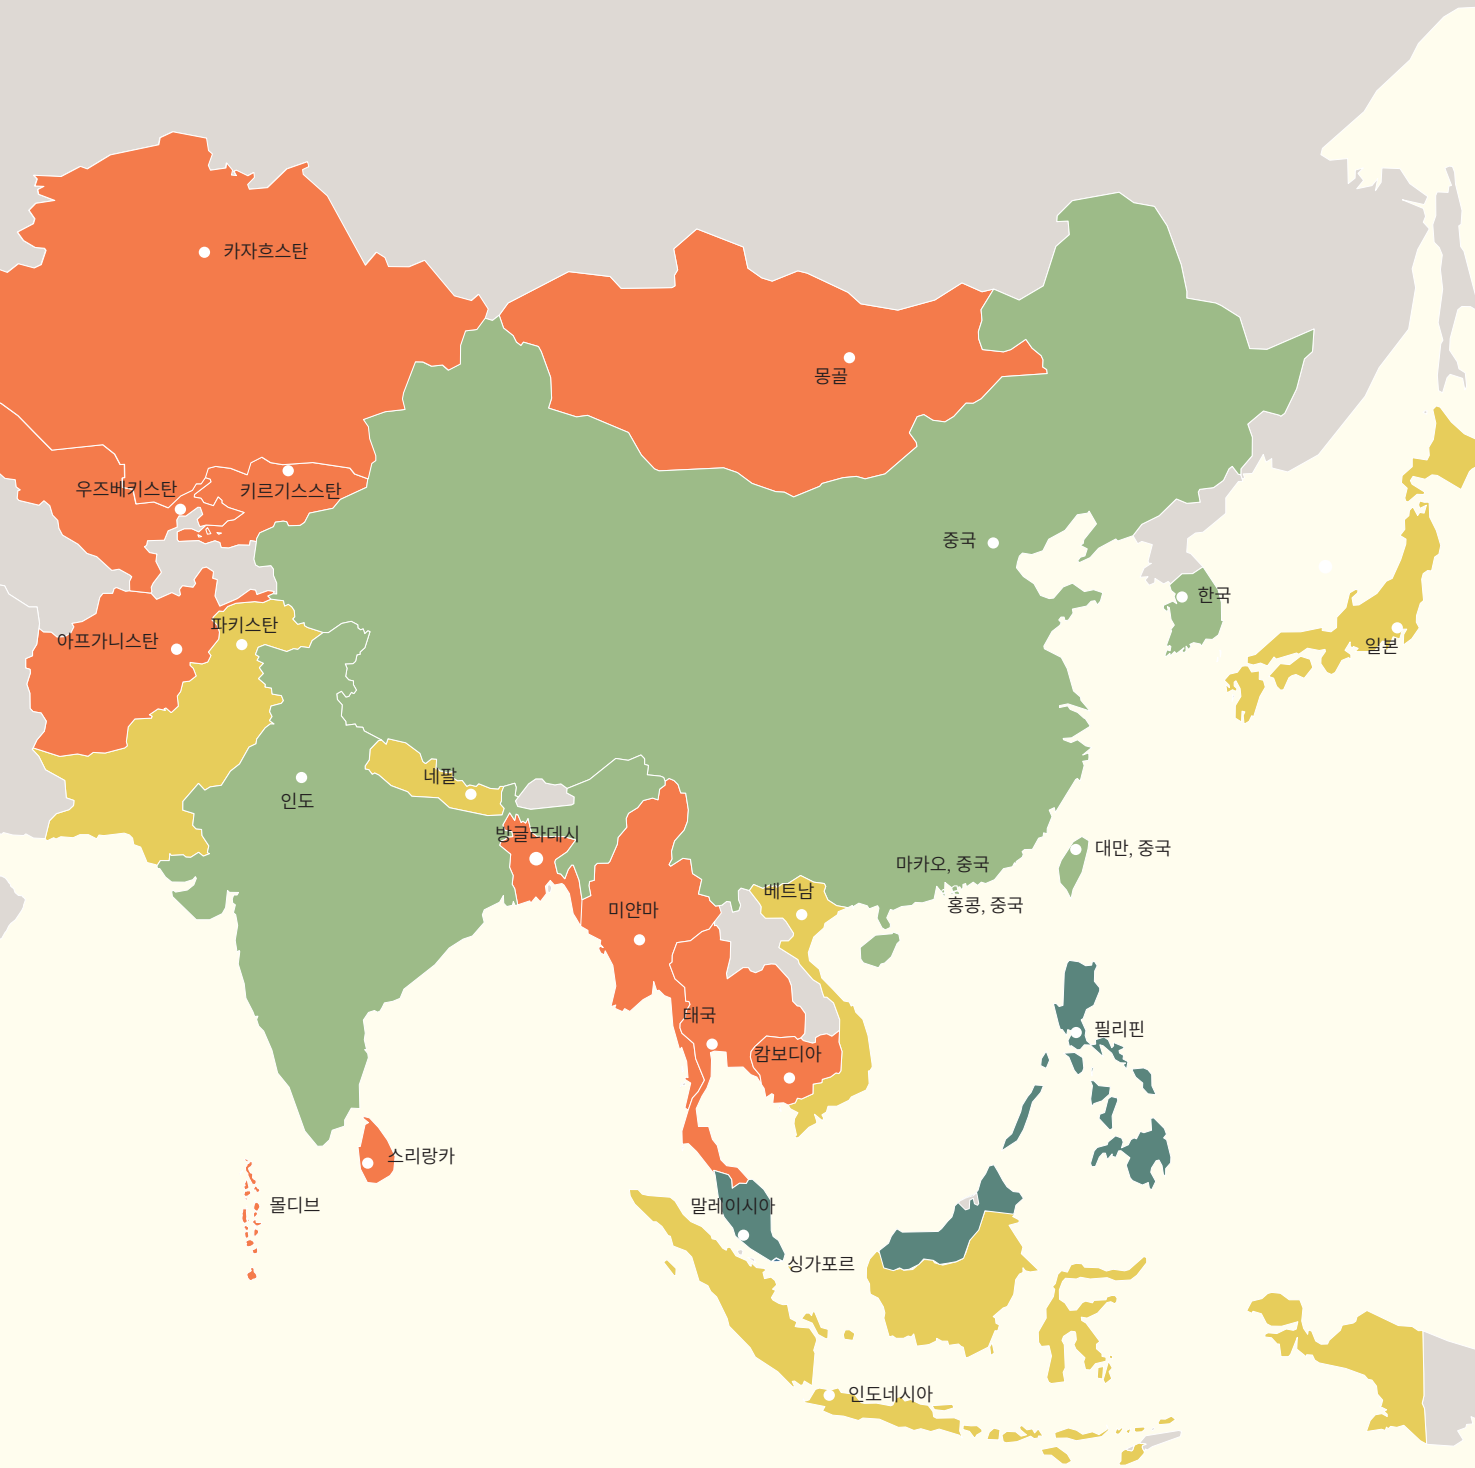 카자흐스탄
몽골
우즈베키스탄
키르기스스탄
중국
한국
파키스탄
아프가니스탄
일본
네팔
인도
방글라데시
대만, 중국
마카오, 중국
베트남
홍콩, 중국
미얀마
태국
필리핀
캄보디아
스리랑카
몰디브
말레이시아
싱가포르
인도네시아